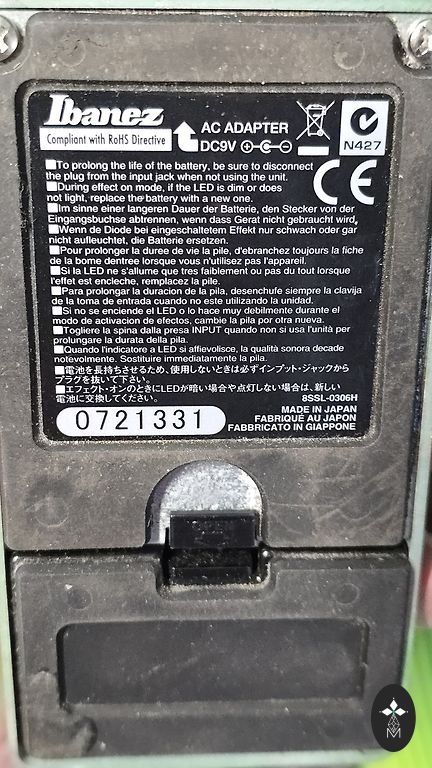 Ibanez
Compliant with RoHS Directive
AC ADAPTER
DC9V
N427
CE
■To prolong the life of the battery, be sure to disconnect
the plug from the input jack when not using the unit.
■During effect on mode, if the LED is dim or does
not light, replace the battery with a new one.
■Im sinne einer langeren Dauer der Batterie, den Stecker von der
Eingangsbuchse abtrennen, wenn dass Gerät nicht gebraucht wird.
■Wenn de Diode bei eingeschaltetem Effekt nur schwach oder gar
nicht aufleuchtet, die Batterie ersetzen.
■Pour prolonger la duree de vie la pile, d'ebranchez toujours la fiche
de la borne dentree lorsque vous n'utilisez pas l'appareil.
■Si la LED ne s'allume que tres faiblement ou pas du tout lorsque
l'effet est encleche, remplacez la pile.
■Para prolongar la duracion de la pila, desenchufe siempre la clavija
de la toma de entrada cuando no este utilizando la unidad.
■Si no se enciende el LED o lo hace muy debilmente durante el
modo de activacion de efectos, cambie la pila por otra nueva.
■Togliere la spina dalla presa INPUT quando non si usa l'unità per
prolungare la durata della pila.
■Quando l'indicatore a LED si affievolisce, la qualità sonora decade
notevolmente. Sostituire immediatamente la pila.
■電池を長持ちさせるため、使用しないときは必ずインプット・ジャックから
プラグを抜いて下さい。
■エフェクト・オンのときにLEDが暗い場合や点灯しない場合は、新しい
電池に交換してください。
8SSL-0306H
0721331
MADE IN JAPAN
FABRIQUÉ AU JAPON
FABBRICATO IN GIAPPONE